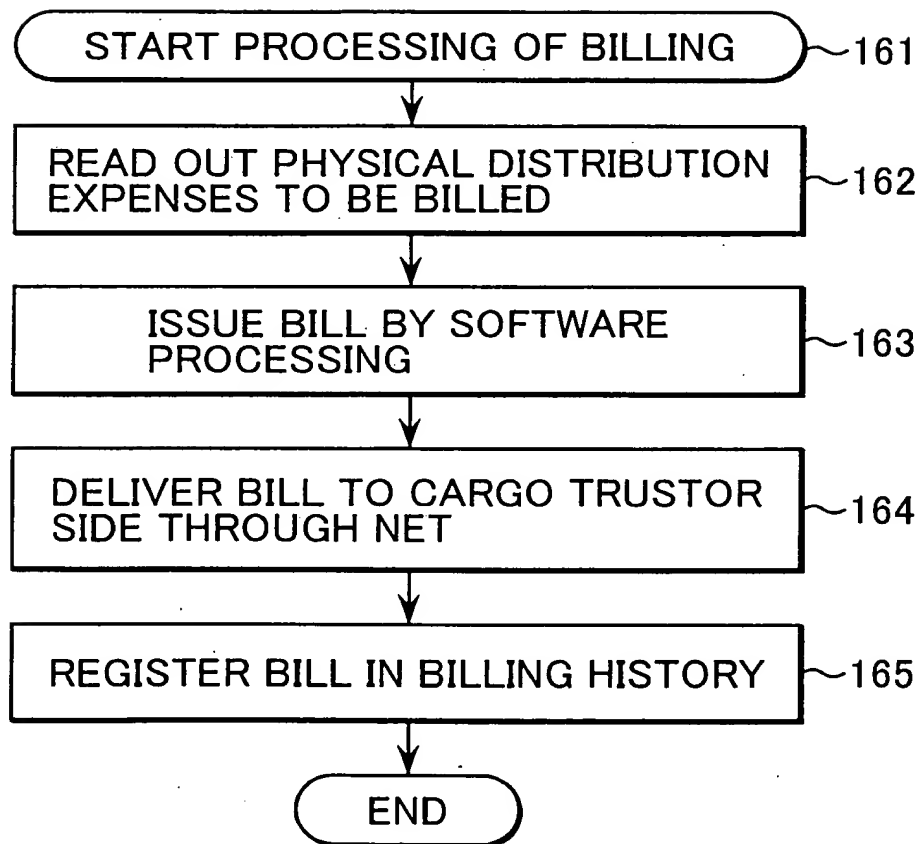 START PROCESSING OF BILLING
161
READ OUT PHYSICAL DISTRIBUTION
EXPENSES TO BE BILLED
162
ISSUE BILL BY SOFTWARE
PROCESSING
163
DELIVER BILL TO CARGO TRUSTOR
SIDE THROUGH NET
164
REGISTER BILL IN BILLING HISTORY
165
END